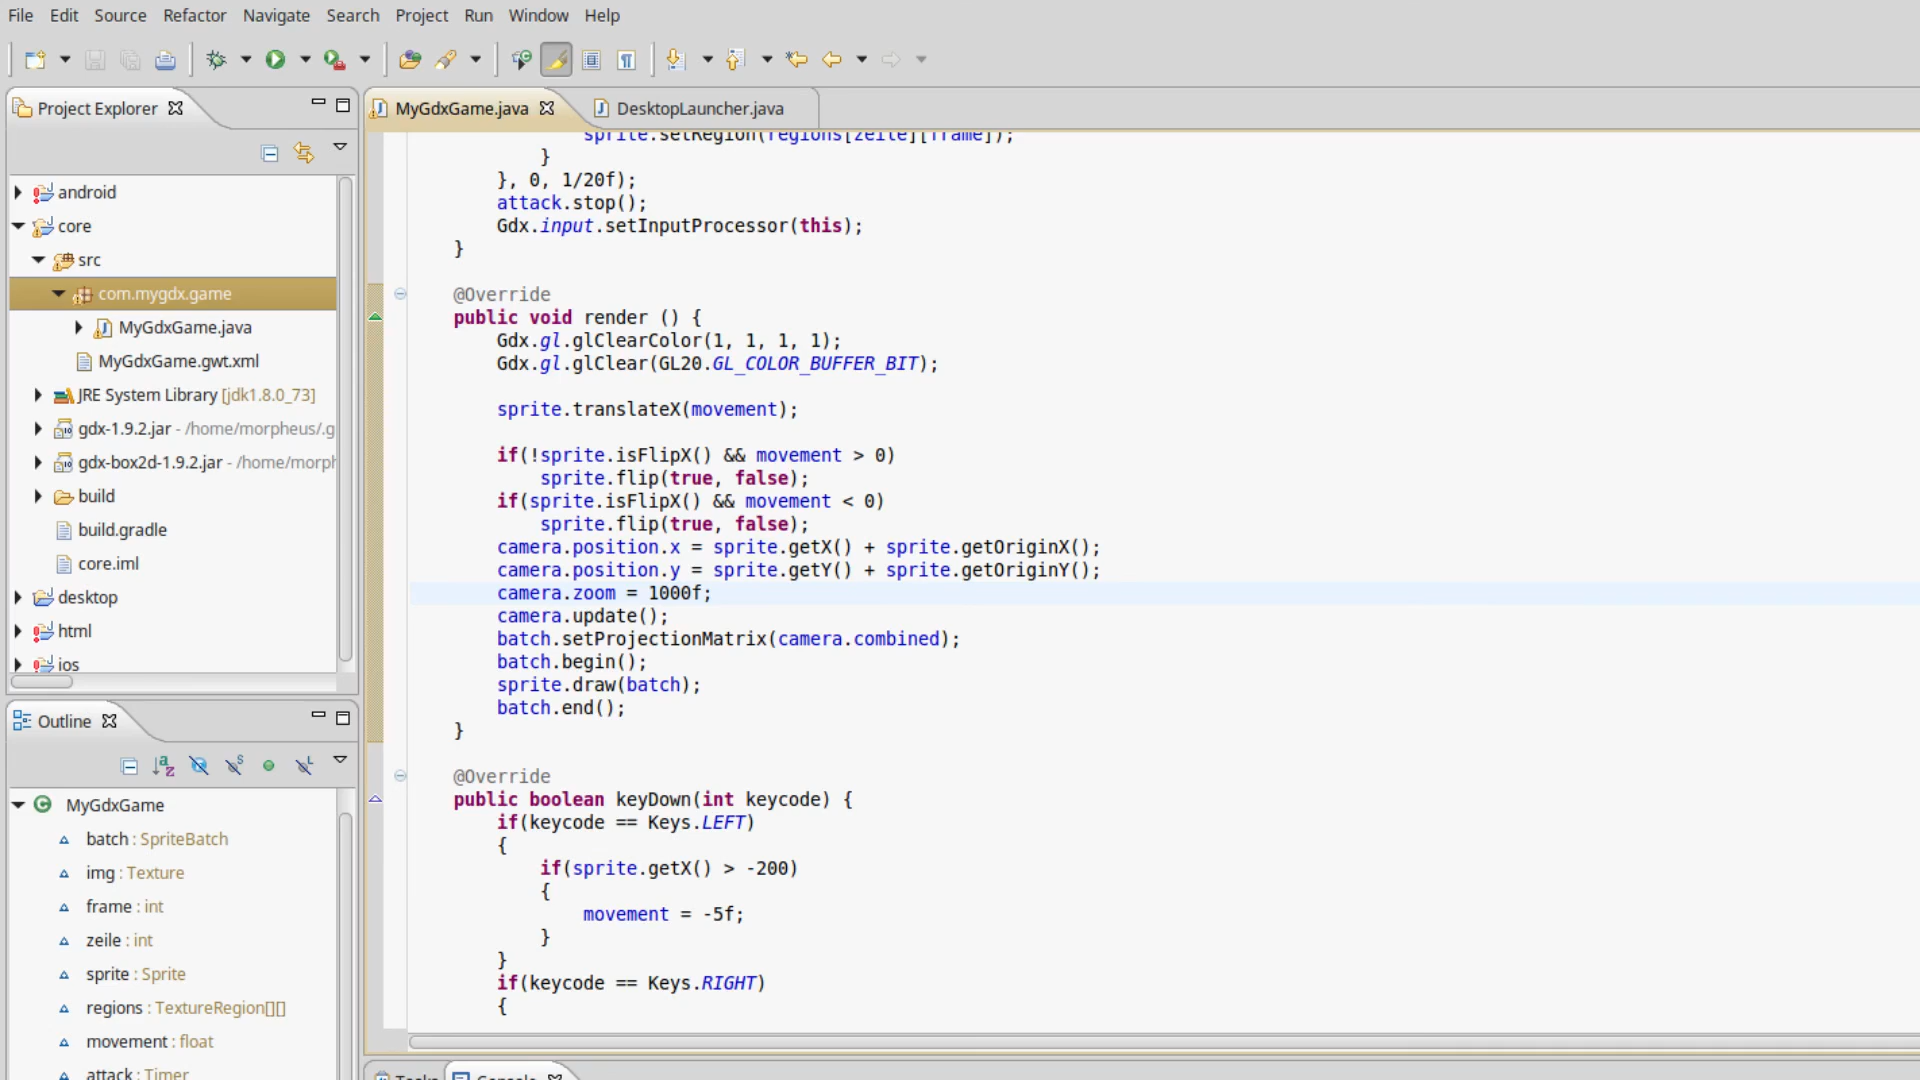 File Edit Source Refactor Navigate Search Project Run Window Help
Project Explorer
MyGdxGame.java
DesktopLauncher.java
android
core
src
com.mygdx.game
MyGdxGame.java
MyGdxGame.gwt.xml
JRE System Library [jdk1.8.0_73]
gdx-1.9.2.jar - /home/morpheus/.g
gdx-box2d-1.9.2.jar - /home/morph
build
build.gradle
core.iml
desktop
html
ios
Outline
MyGdxGame
batch : SpriteBatch
img : Texture
frame : int
zeile : int
sprite : Sprite
regions : TextureRegion[][]
movement : float
attack : Timer
sprite.setRegion(regions[zeile][frame]);
}
}, 0, 1/20f);
attack.stop();
Gdx.input.setInputProcessor(this);
}
@Override
public void render () {
Gdx.gl.glClearColor(1, 1, 1, 1);
Gdx.gl.glClear(GL20.GL_COLOR_BUFFER_BIT);
sprite.translateX(movement);
if(!sprite.isFlipX() && movement > 0)
sprite.flip(true, false);
if(sprite.isFlipX() && movement < 0)
sprite.flip(true, false);
camera.position.x = sprite.getX() + sprite.getOriginX();
camera.position.y = sprite.getY() + sprite.getOriginY();
camera.zoom = 1000f;
camera.update();
batch.setProjectionMatrix(camera.combined);
batch.begin();
sprite.draw(batch);
batch.end();
}
@Override
public boolean keyDown(int keycode) {
if(keycode == Keys.LEFT)
{
if(sprite.getX() > -200)
{
movement = -5f;
}
}
if(keycode == Keys.RIGHT)
{
Tasks Console